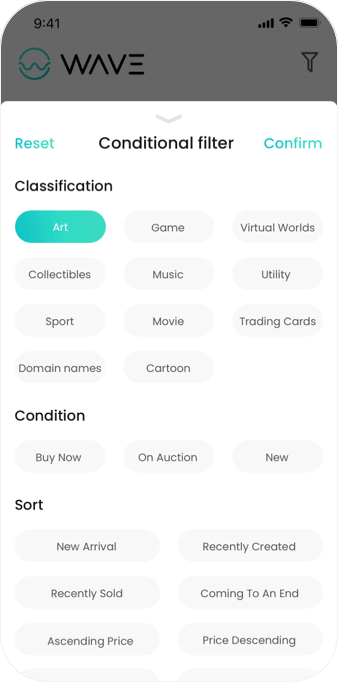 9:41
WAVE
Reset Conditional filter Confirm
Classification
Art Game Virtual Worlds
Collectibles Music Utility
Sport Movie Trading Cards
Domain names Cartoon
Condition
Buy Now On Auction New
Sort
New Arrival Recently Created
Recently Sold Coming To An End
Ascending Price Price Descending